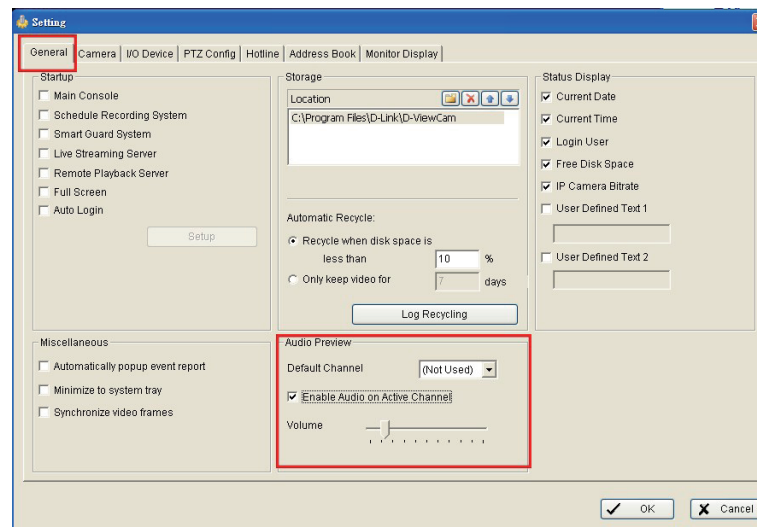 Setting
General Camera I/O Device PTZ Config Hotline Address Book Monitor Display
Startup
Main Console
Schedule Recording System
Smart Guard System
Live Streaming Server
Remote Playback Server
Full Screen
Auto Login
Setup
Storage
Location
C:\Program Files\D-Link\D-ViewCam
Automatic Recycle:
Recycle when disk space is
less than 10 %
Only keep video for 7 days
Log Recycling
Status Display
Current Date
Current Time
Login User
Free Disk Space
IP Camera Bitrate
User Defined Text 1
User Defined Text 2
Miscellaneous
Automatically popup event report
Minimize to system tray
Synchronize video frames
Audio Preview
Default Channel (Not Used)
Enable Audio on Active Channel
Volume
OK Cancel